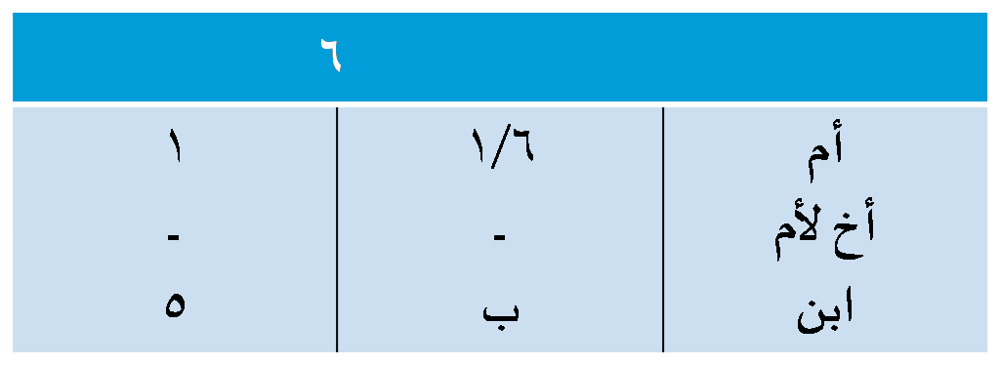 ٦
أم ١/٦ ١
أخ لأم - -
ابن ب ٥